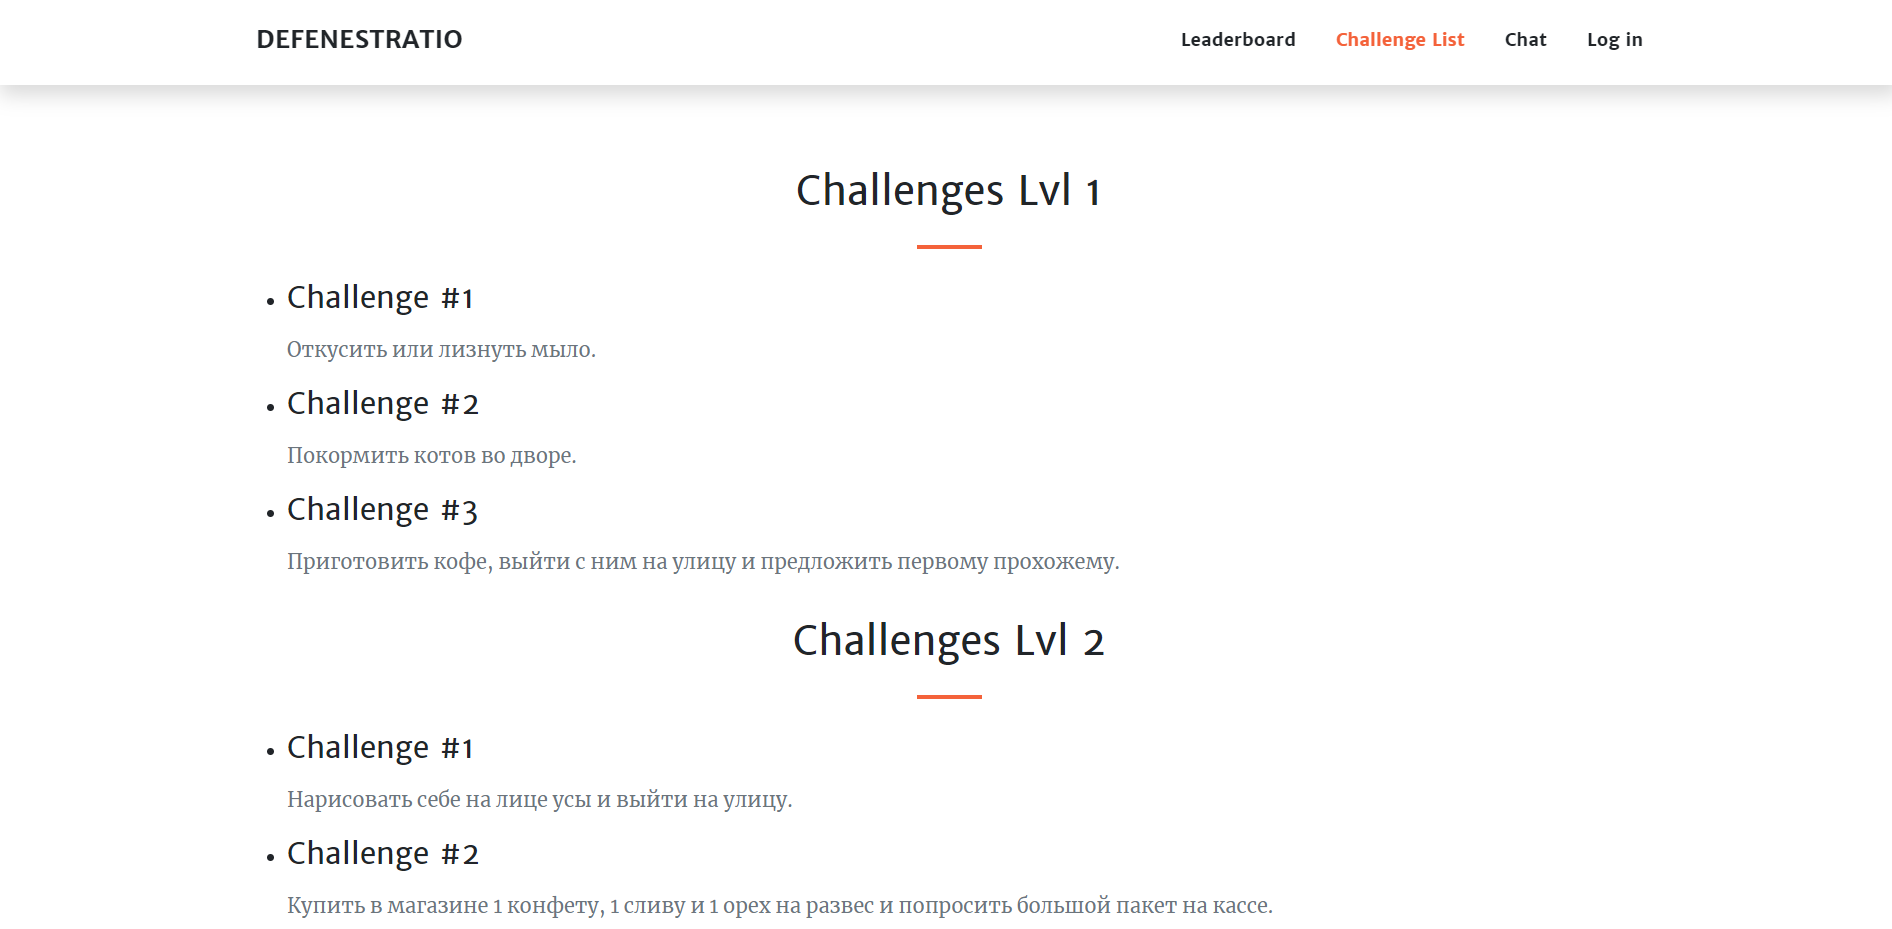 DEFENESTRATIO
Leaderboard Challenge List Chat Log in
Challenges Lvl 1
Challenge #1
Откусить или лизнуть мыло.
Challenge #2
Покормить котов во дворе.
Challenge #3
Приготовить кофе, выйти с ним на улицу и предложить первому прохожему.
Challenges Lvl 2
Challenge #1
Нарисовать себе на лице усы и выйти на улицу.
Challenge #2
Купить в магазине 1 конфету, 1 сливу и 1 орех на развес и попросить большой пакет на кассе.